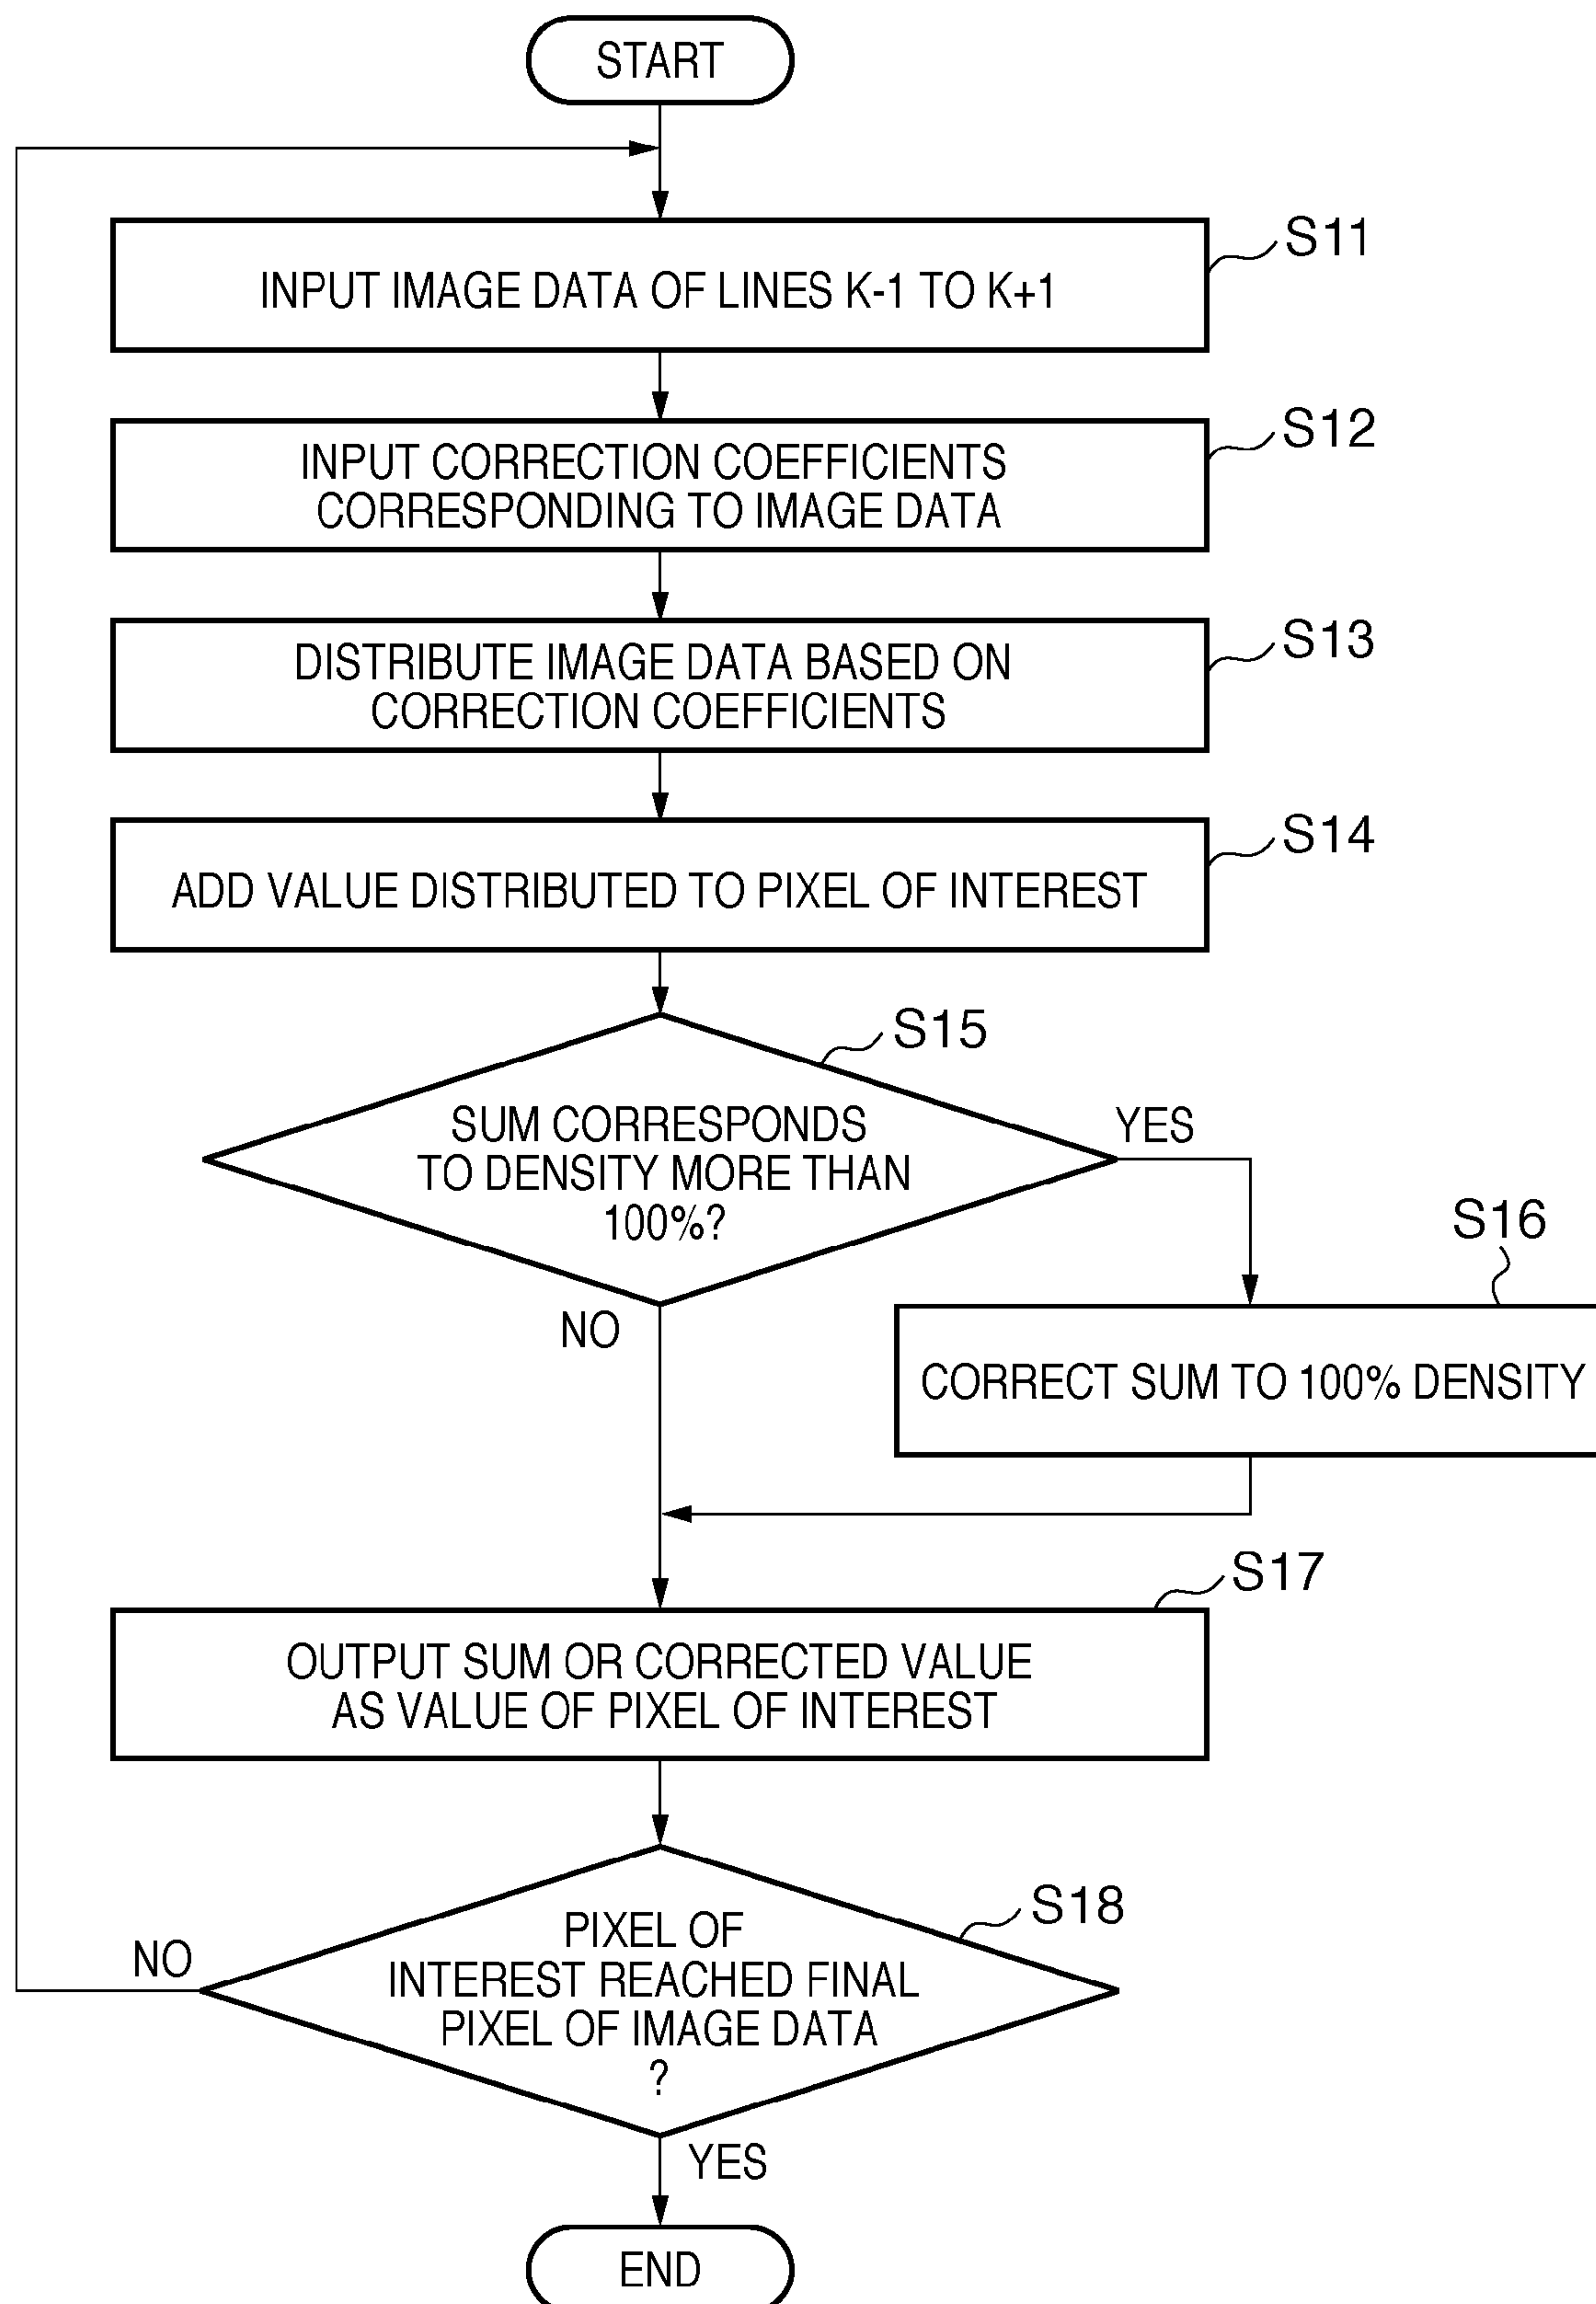 START
S11
INPUT IMAGE DATA OF LINES K-1 TO K+1
S12
INPUT CORRECTION COEFFICIENTS
CORRESPONDING TO IMAGE DATA
S13
DISTRIBUTE IMAGE DATA BASED ON
CORRECTION COEFFICIENTS
S14
ADD VALUE DISTRIBUTED TO PIXEL OF INTEREST
S15
SUM CORRESPONDS
TO DENSITY MORE THAN
100%?
YES
NO
S16
CORRECT SUM TO 100% DENSITY
S17
OUTPUT SUM OR CORRECTED VALUE
AS VALUE OF PIXEL OF INTEREST
S18
PIXEL OF
INTEREST REACHED FINAL
PIXEL OF IMAGE DATA
?
NO
YES
END